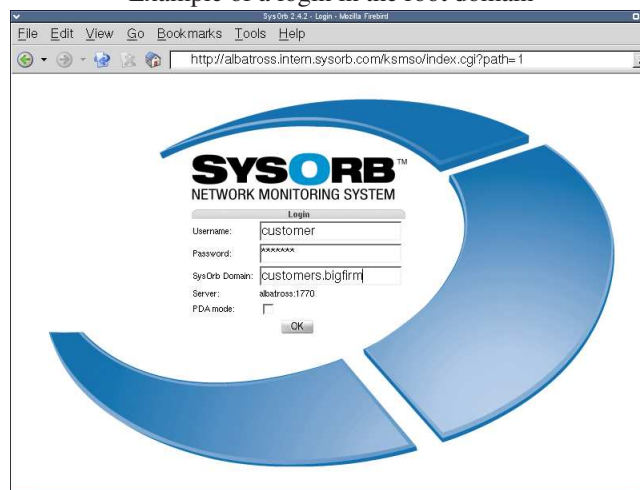 Example of a login in the root domain
SysOrb 2.4.2 - Login - Mozilla Firebird
File Edit View Go Bookmarks Tools Help
http://albatross.intern.sysorb.com/ksmso/index.cgi?path=1
SYSORB™
NETWORK MONITORING SYSTEM
Login
Username: customer
Password: *******
SysOrb Domain: customers.bigfirm
Server: albatross:1770
PDA mode:
OK